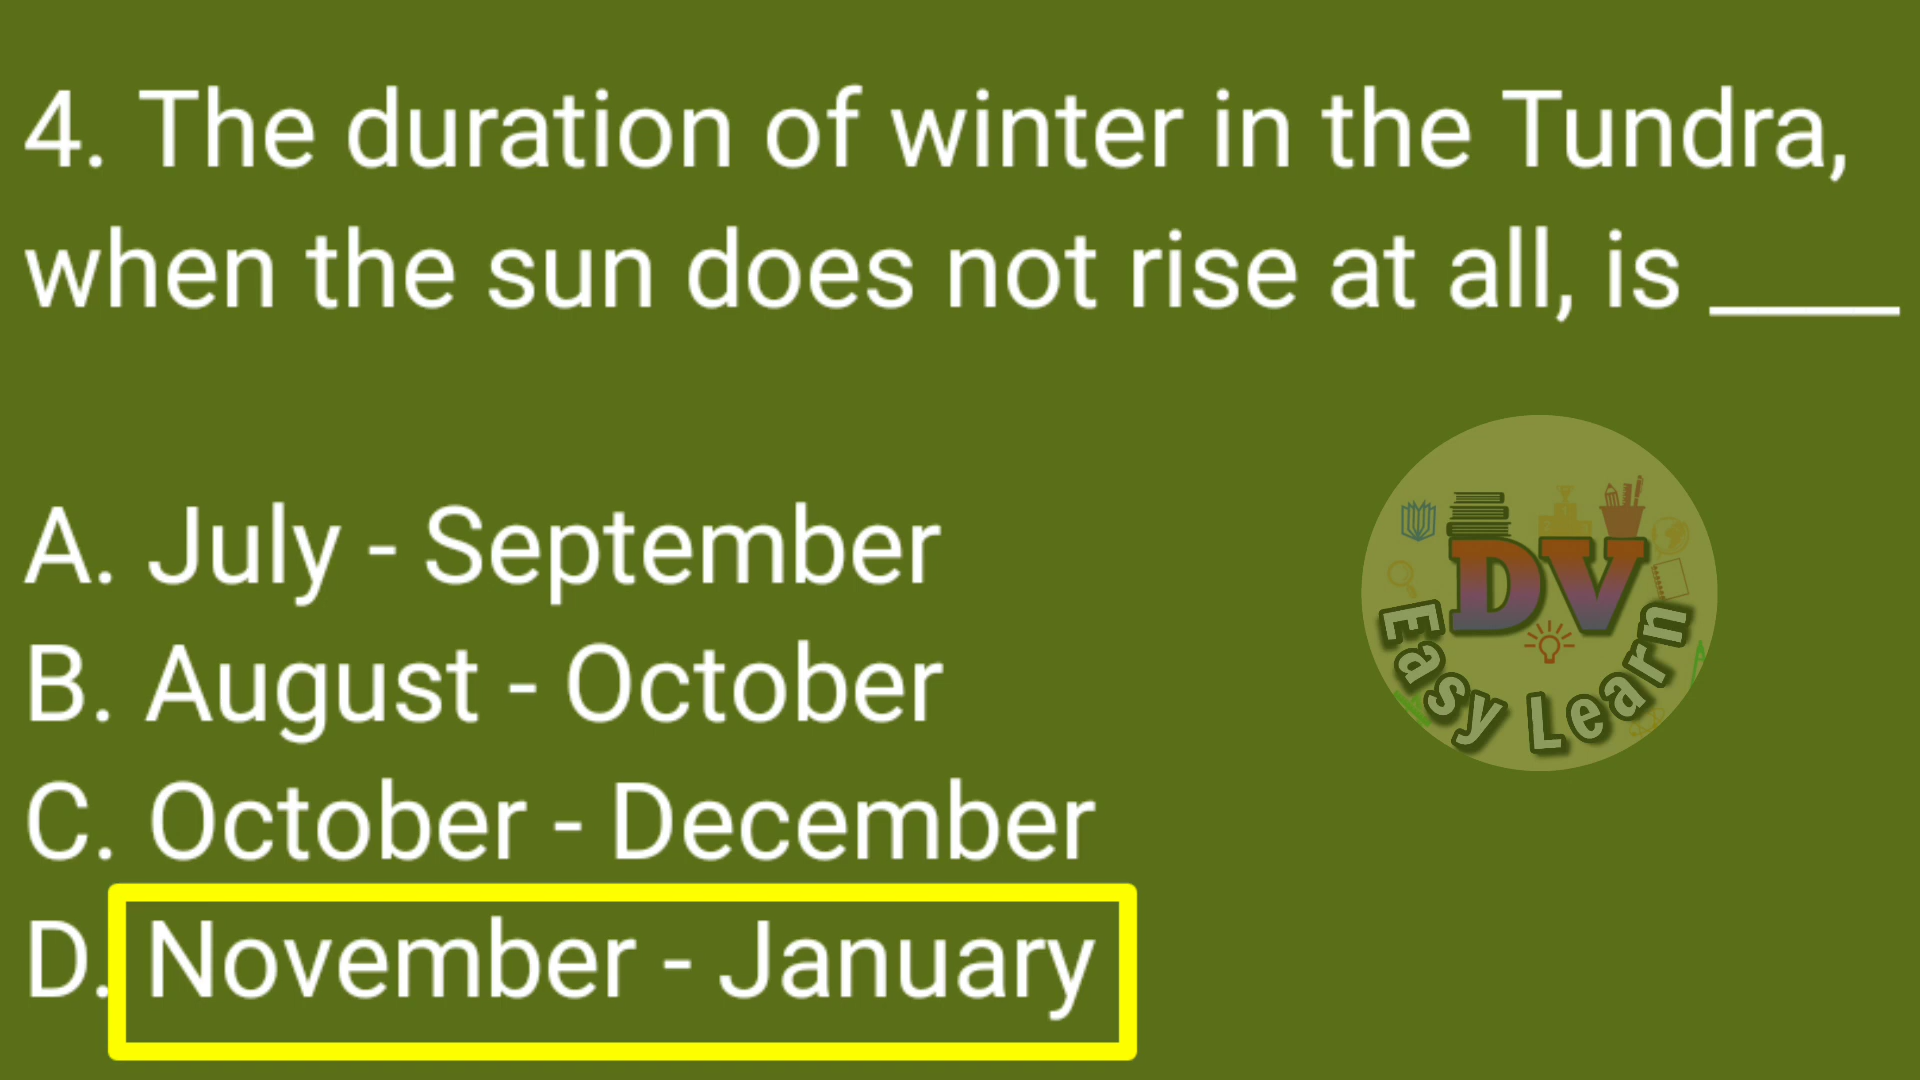 4. The duration of winter in the Tundra,
when the sun does not rise at all, is ____
A. July - September
B. August - October
C. October - December
D. November - January
DV
Easy Learn